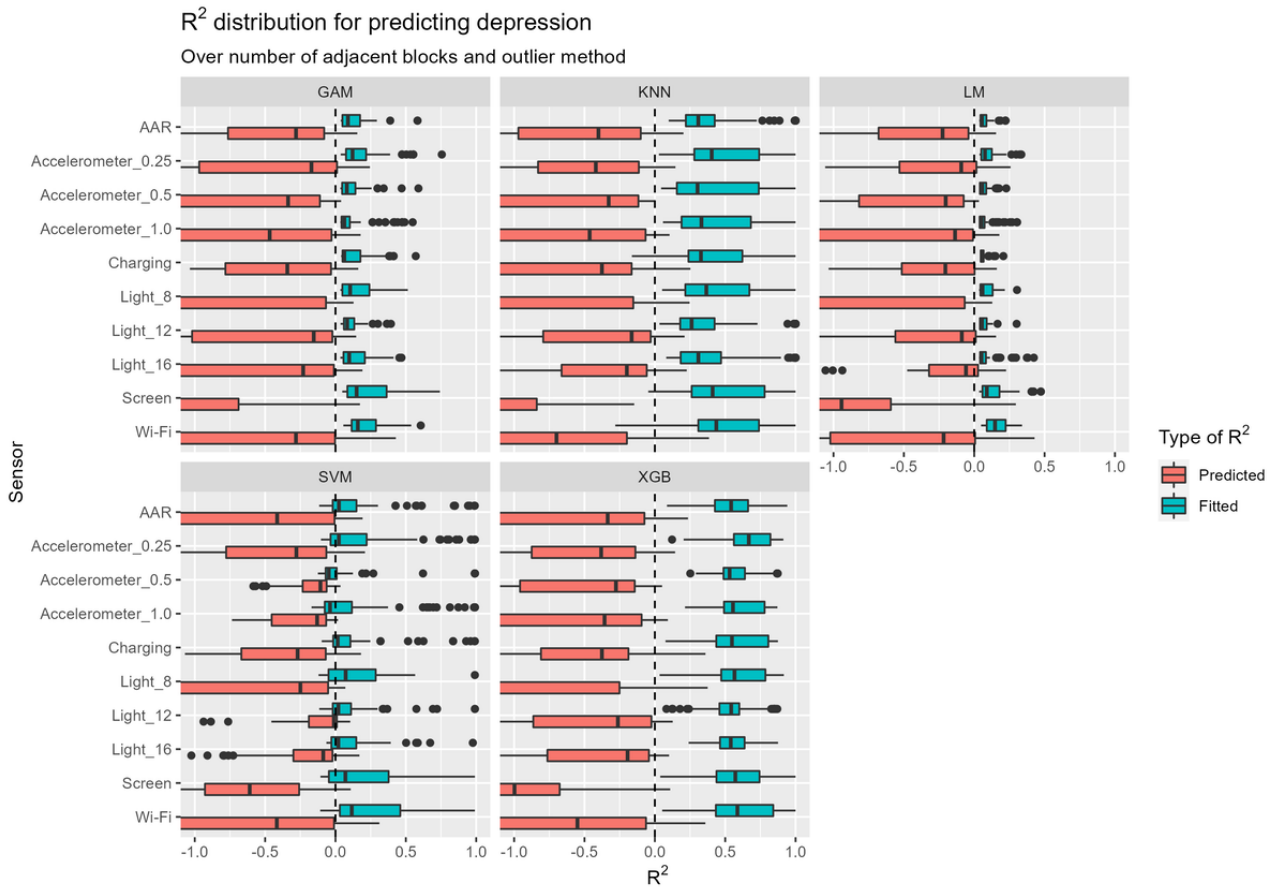 R² distribution for predicting depression
Over number of adjacent blocks and outlier method
GAM
KNN
LM
AAR
Accelerometer_0.25
Accelerometer_0.5
Accelerometer_1.0
Charging
Light_8
Light_12
Light_16
Screen
Wi-Fi
-1.0 -0.5 0.0 0.5 1.0
SVM
XGB
AAR
Accelerometer_0.25
Accelerometer_0.5
Accelerometer_1.0
Charging
Light_8
Light_12
Light_16
Screen
Wi-Fi
-1.0 -0.5 0.0 0.5 1.0
-1.0 -0.5 0.0 0.5 1.0
R²
Sensor
Type of R²
Predicted
Fitted